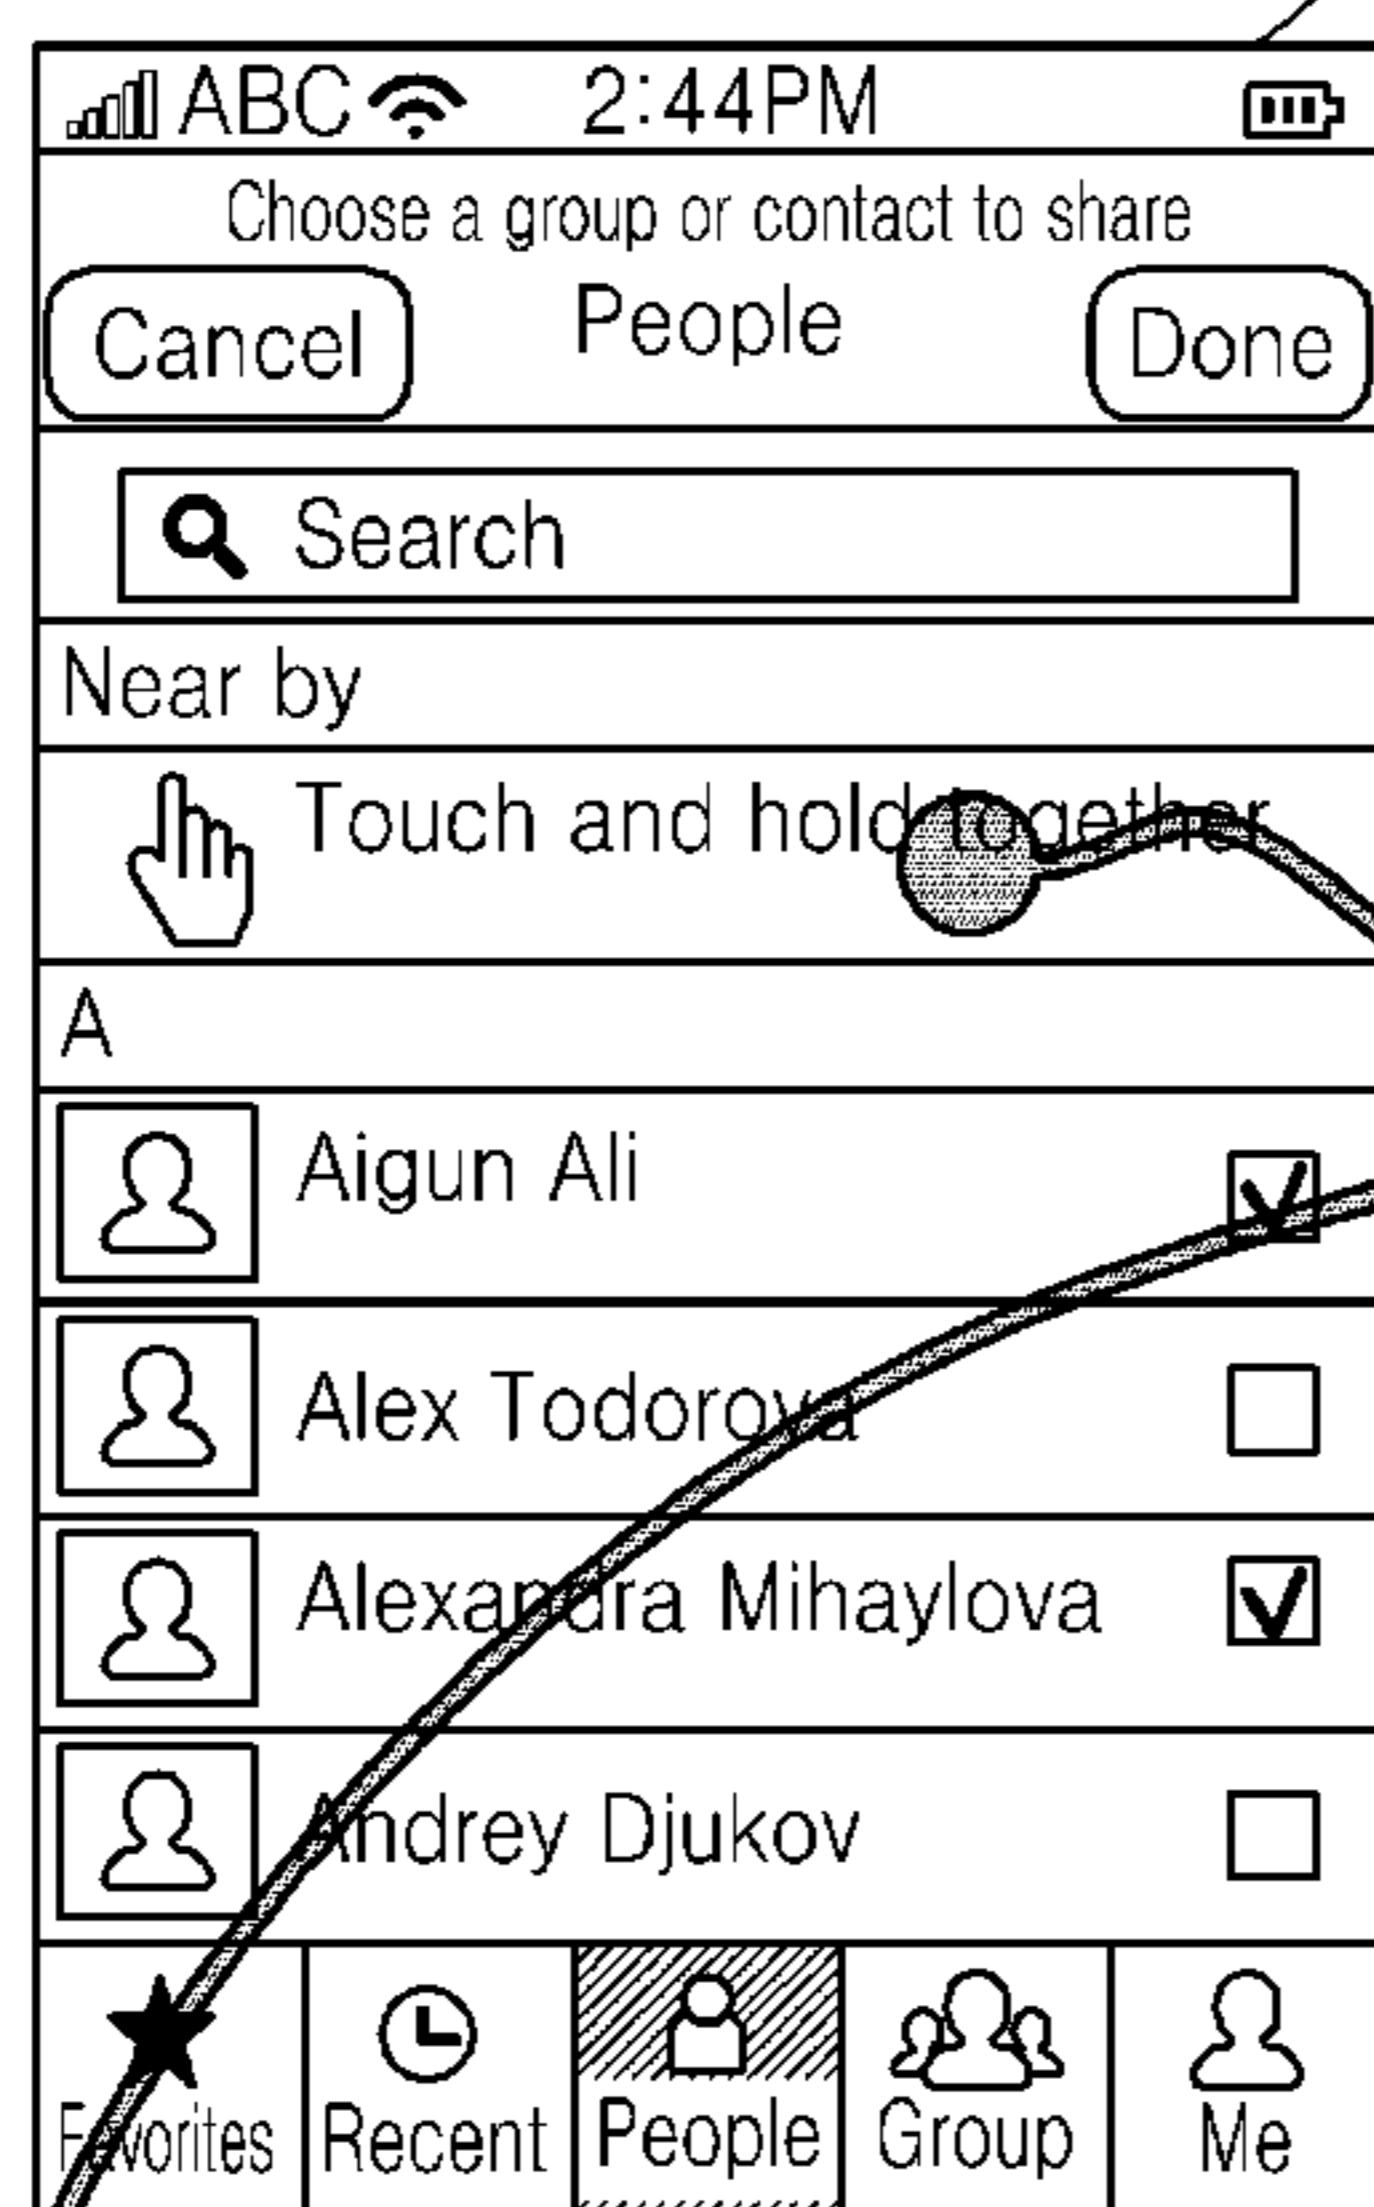 ABC 2:44PM
Choose a group or contact to share
Cancel People Done
Search
Near by
Touch and hold together
A
Aigun Ali
Alex Todorova
Alexandra Mihaylova
Andrey Djukov
Favorites Recent People Group Me